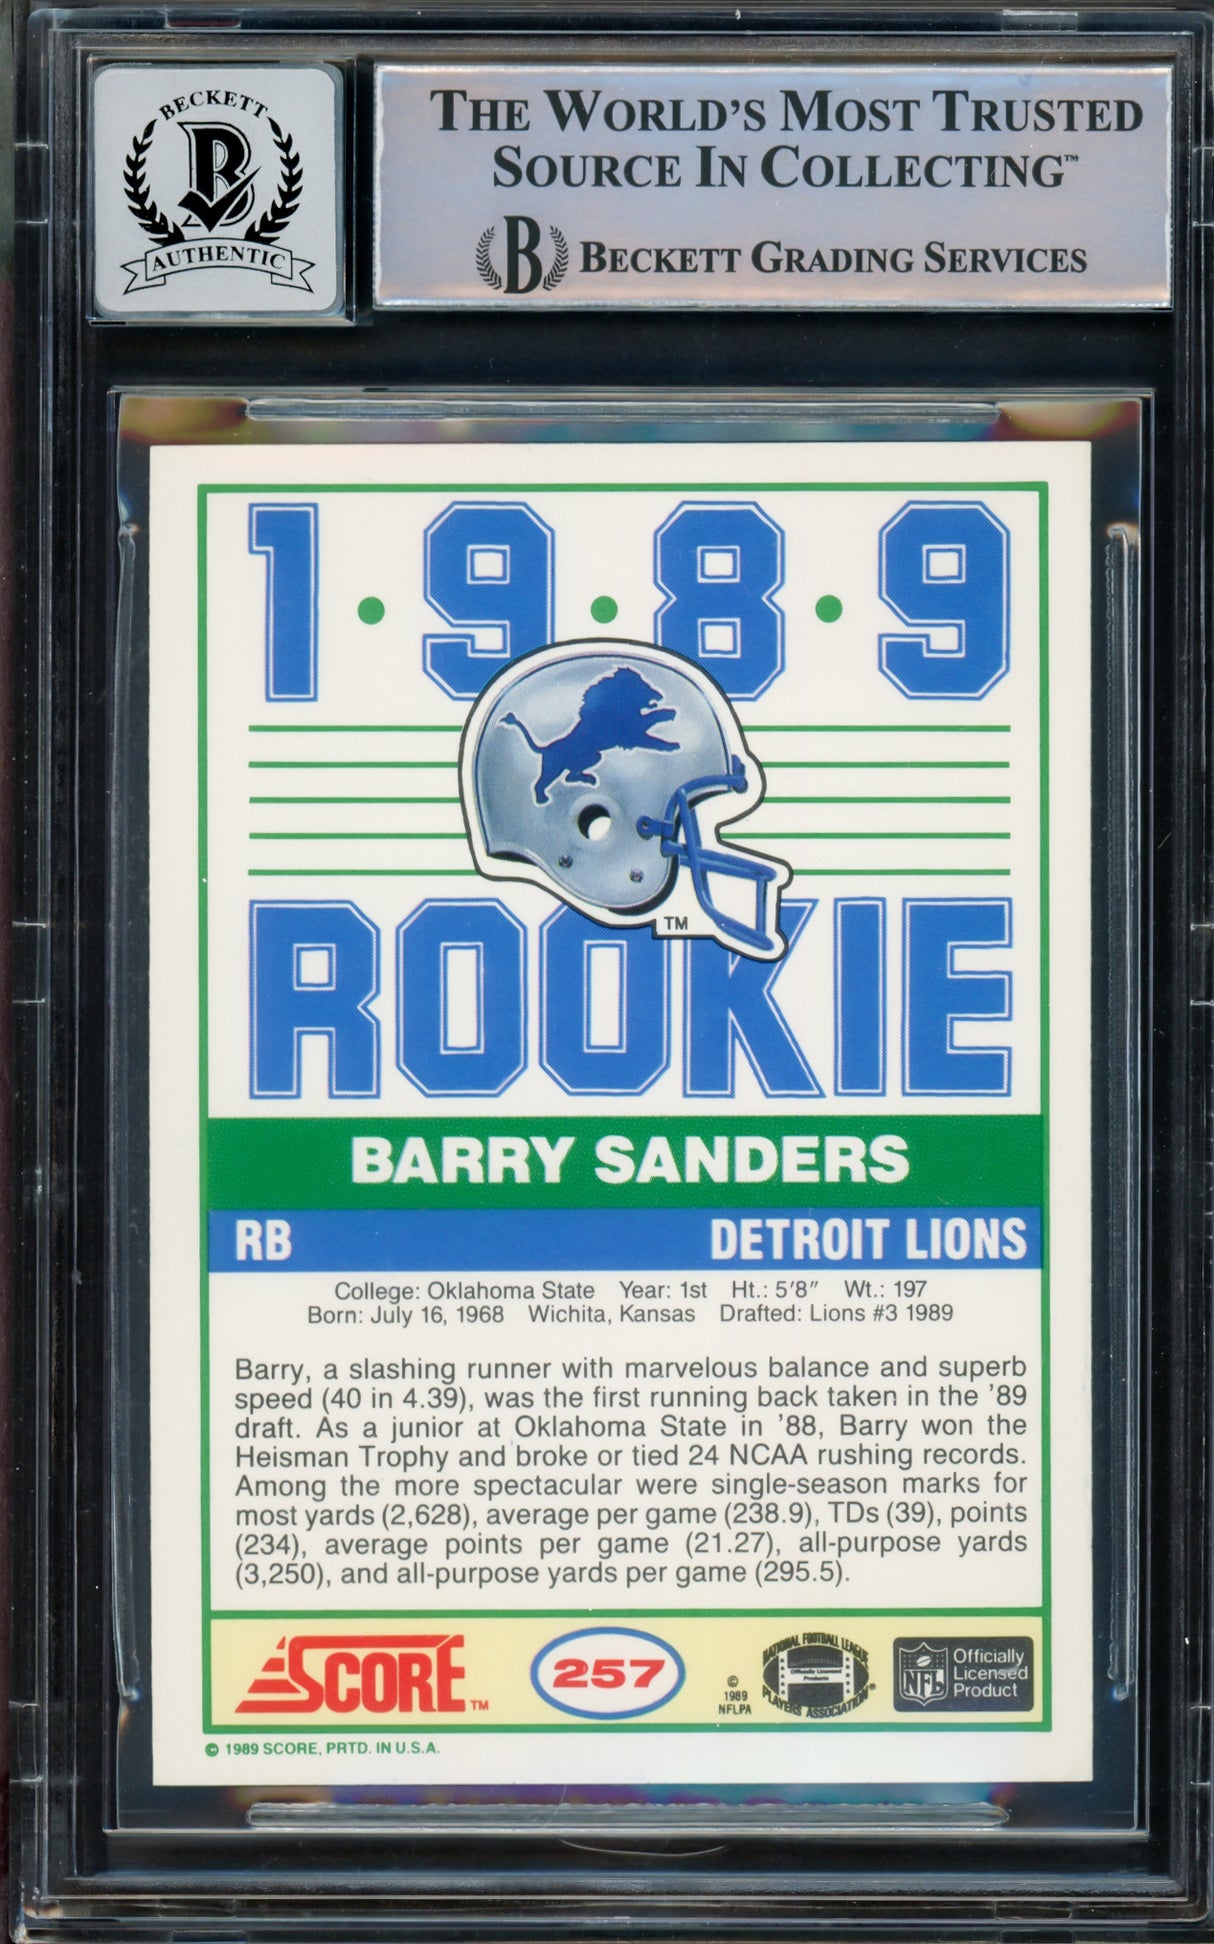 BECKETT
B
AUTHENTIC
THE WORLD'S MOST TRUSTED
SOURCE IN COLLECTING™
B BECKETT GRADING SERVICES
1•9•8•9
TM
ROOKIE
BARRY SANDERS
RB DETROIT LIONS
College: Oklahoma State Year: 1st Ht.: 5'8" Wt.: 197
Born: July 16, 1968 Wichita, Kansas Drafted: Lions #3 1989
Barry, a slashing runner with marvelous balance and superb
speed (40 in 4.39), was the first running back taken in the '89
draft. As a junior at Oklahoma State in '88, Barry won the
Heisman Trophy and broke or tied 24 NCAA rushing records.
Among the more spectacular were single-season marks for
most yards (2,628), average per game (238.9), TDs (39), points
(234), average points per game (21.27), all-purpose yards
(3,250), and all-purpose yards per game (295.5).
SCORE™
257
©
1989
NFLPA
NATIONAL FOOTBALL LEAGUE
Officially Licensed
Products
PLAYERS ASSOCIATION®
NFL
Officially
Licensed
Product
© 1989 SCORE, PRTD. IN U.S.A.